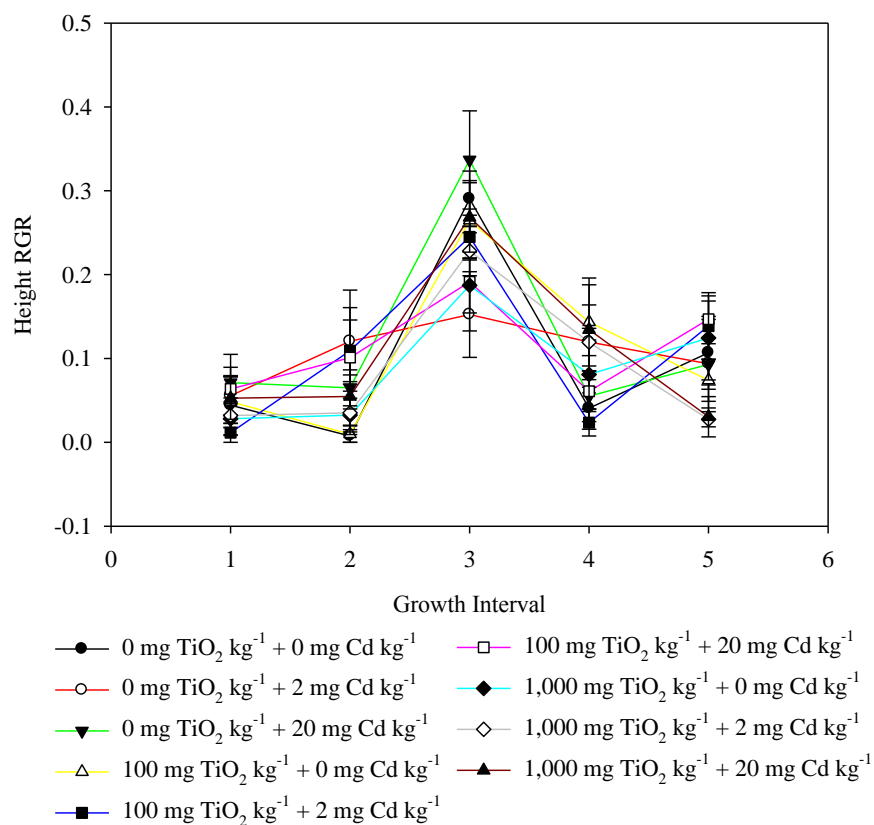 0.5
0.4
0.3
0.2
0.1
0.0
-0.1
Height RGR
0 1 2 3 4 5 6
Growth Interval
0 mg TiO₂ kg⁻¹ + 0 mg Cd kg⁻¹
0 mg TiO₂ kg⁻¹ + 2 mg Cd kg⁻¹
0 mg TiO₂ kg⁻¹ + 20 mg Cd kg⁻¹
100 mg TiO₂ kg⁻¹ + 0 mg Cd kg⁻¹
100 mg TiO₂ kg⁻¹ + 2 mg Cd kg⁻¹
100 mg TiO₂ kg⁻¹ + 20 mg Cd kg⁻¹
1,000 mg TiO₂ kg⁻¹ + 0 mg Cd kg⁻¹
1,000 mg TiO₂ kg⁻¹ + 2 mg Cd kg⁻¹
1,000 mg TiO₂ kg⁻¹ + 20 mg Cd kg⁻¹